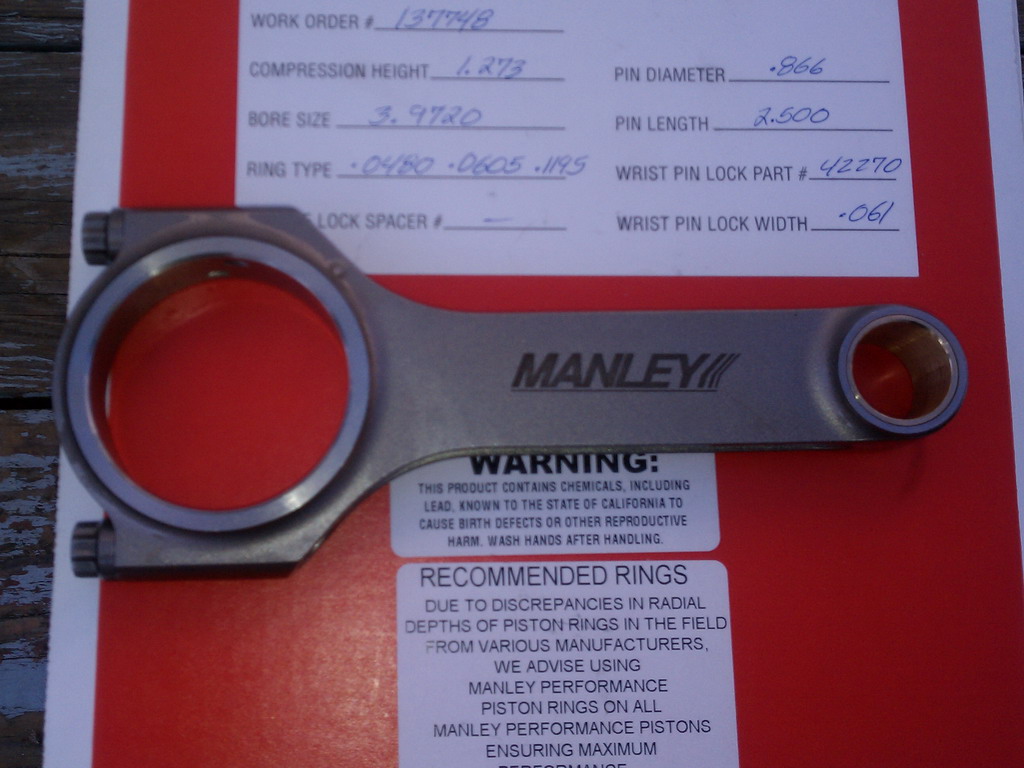 WORK ORDER # 137748
COMPRESSION HEIGHT 1.273
PIN DIAMETER .866
BORE SIZE 3.9720
PIN LENGTH 2.500
RING TYPE .0480 .0605 .1195
WRIST PIN LOCK PART # 42270
LOCK SPACER # —
WRIST PIN LOCK WIDTH .061
MANLEY
WARNING:
THIS PRODUCT CONTAINS CHEMICALS, INCLUDING
LEAD, KNOWN TO THE STATE OF CALIFORNIA TO
CAUSE BIRTH DEFECTS OR OTHER REPRODUCTIVE
HARM. WASH HANDS AFTER HANDLING.
RECOMMENDED RINGS
DUE TO DISCREPANCIES IN RADIAL
DEPTHS OF PISTON RINGS IN THE FIELD
FROM VARIOUS MANUFACTURERS,
WE ADVISE USING
MANLEY PERFORMANCE
PISTON RINGS ON ALL
MANLEY PERFORMANCE PISTONS
ENSURING MAXIMUM
PERFORMANCE